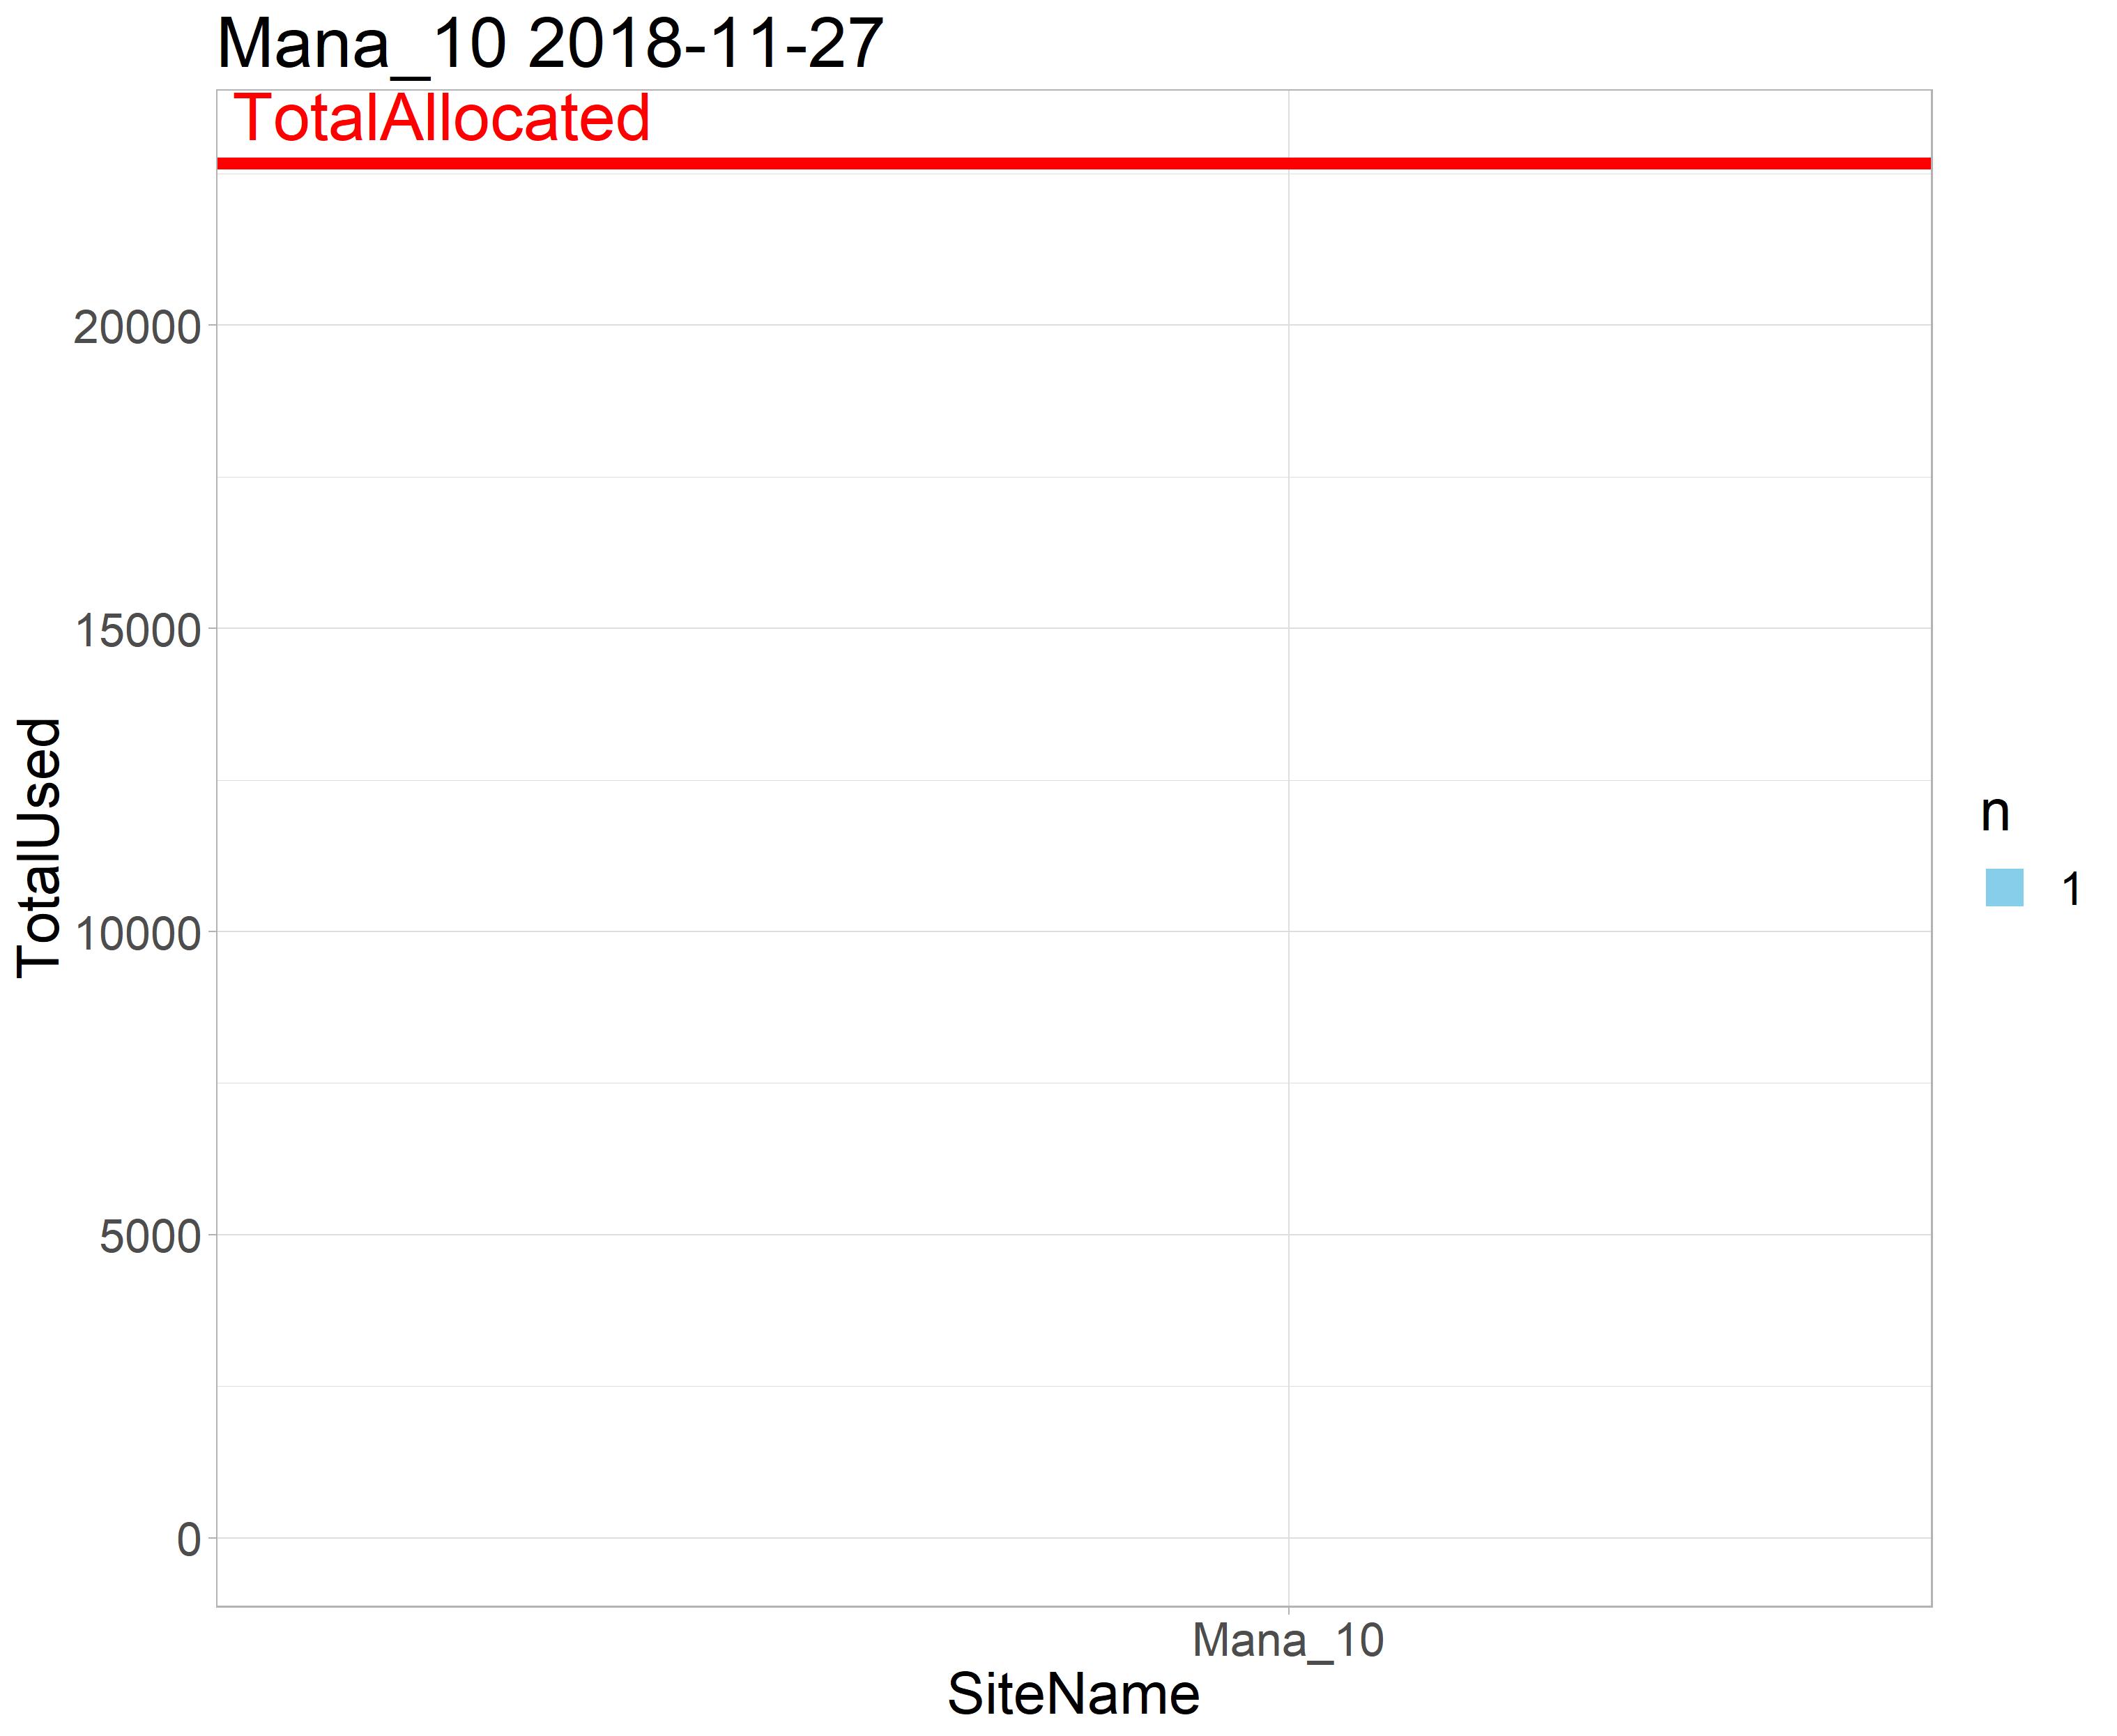 Mana_10 2018-11-27
TotalAllocated
20000
15000
10000
5000
0
TotalUsed
Mana_10
SiteName
n
1